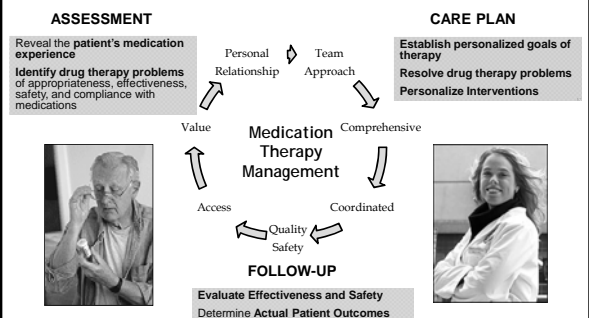 ASSESSMENT
Reveal the patient's medication
experience
Identify drug therapy problems
of appropriateness, effectiveness,
safety, and compliance with
medications
CARE PLAN
Establish personalized goals of
therapy
Resolve drug therapy problems
Personalize Interventions
Personal
Relationship
Team
Approach
Comprehensive
Coordinated
Quality
Safety
Access
Value
Medication
Therapy
Management
FOLLOW-UP
Evaluate Effectiveness and Safety
Determine Actual Patient Outcomes